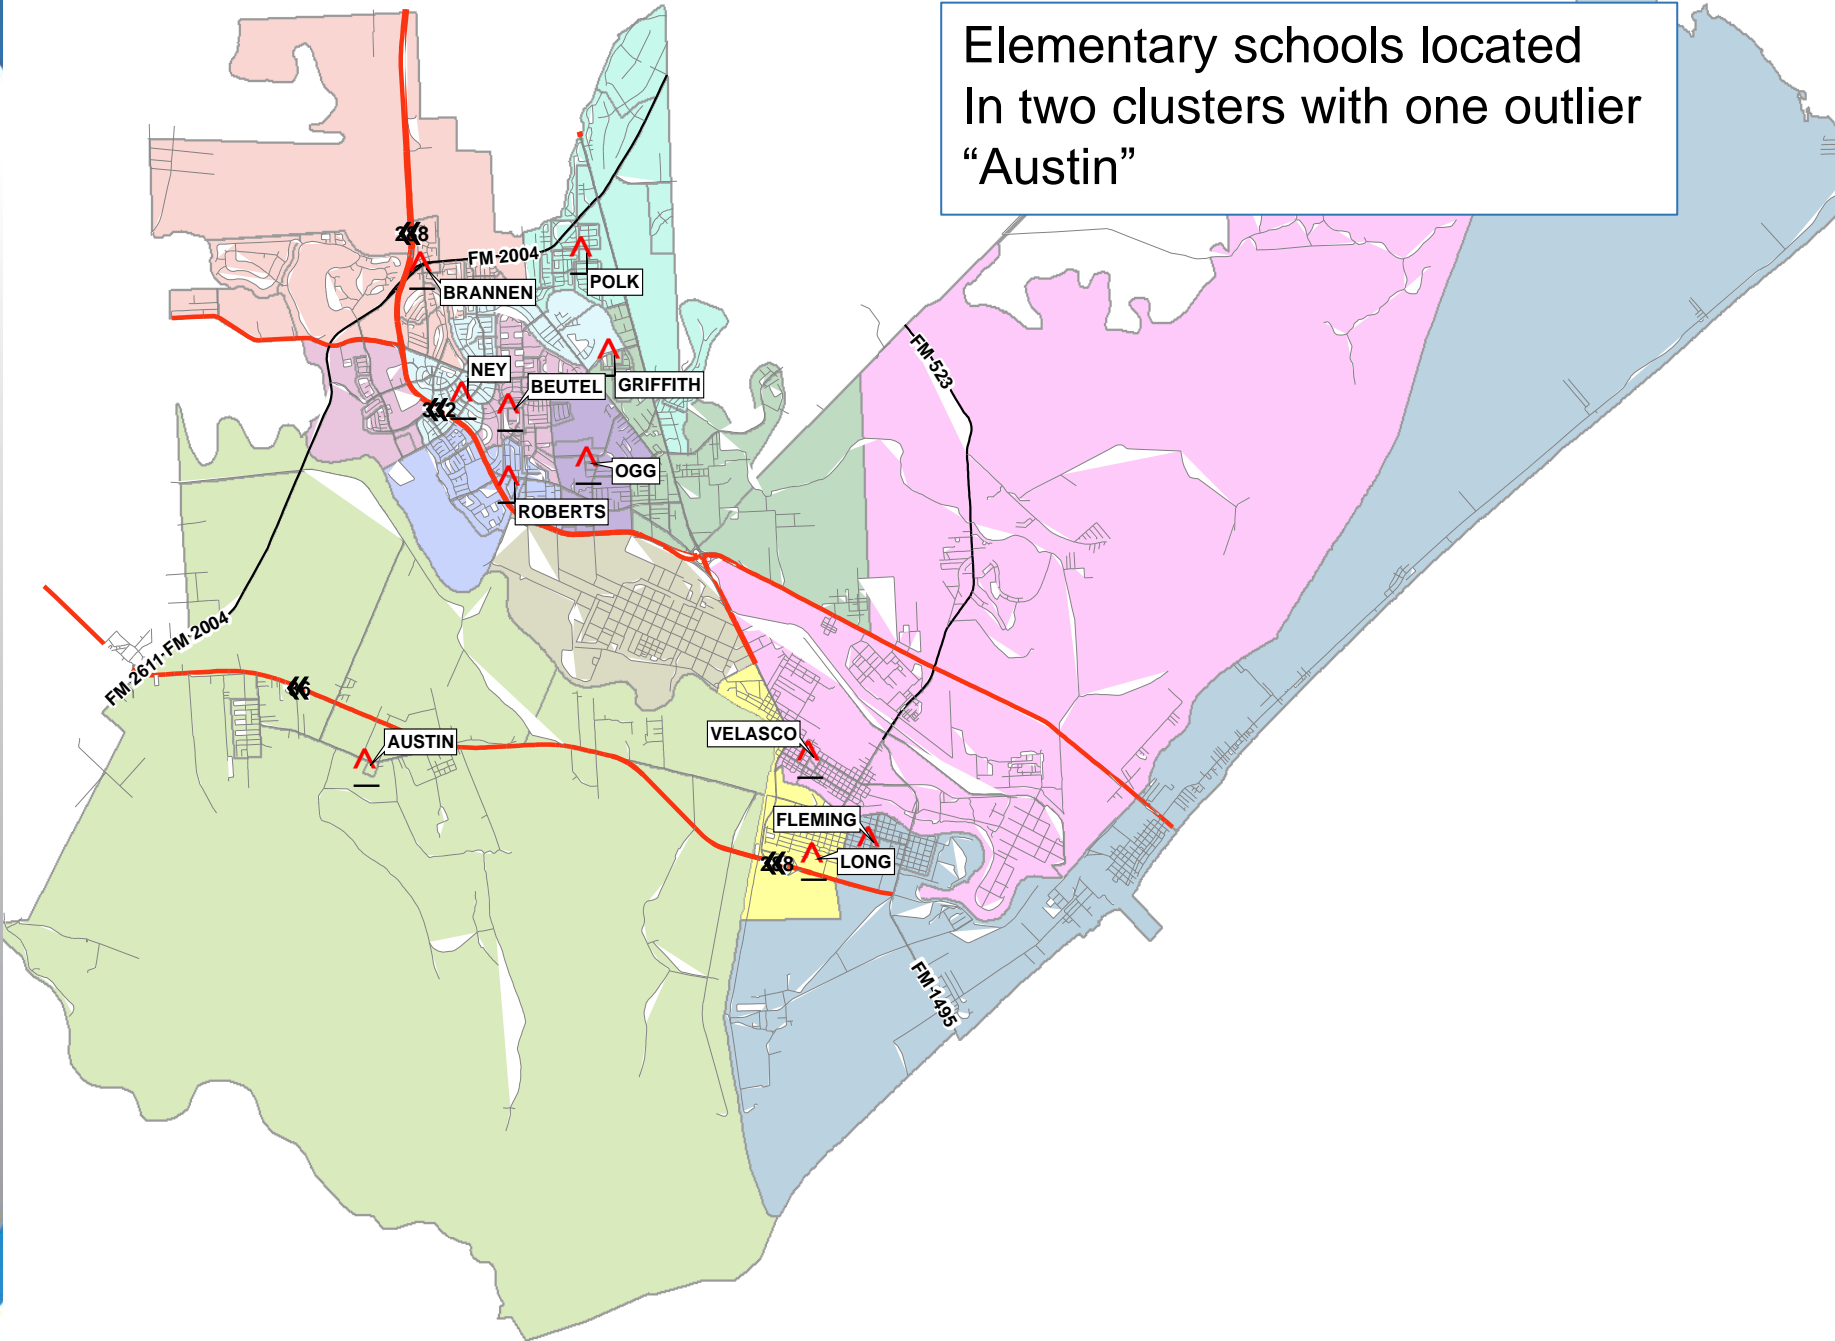 Elementary schools located
In two clusters with one outlier
“Austin”
FM 2004
BRANNEN
POLK
NEY
BEUTEL
GRIFFITH
FM-523
332
OGG
ROBERTS
FM 2611-FM-2004
AUSTIN
VELASCO
FLEMING
LONG
FM-1495